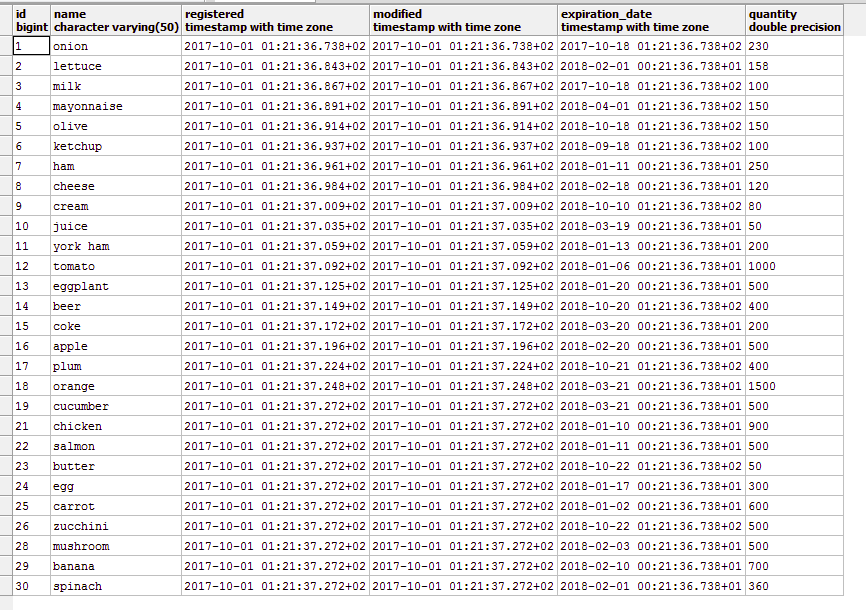 id name registered modified expiration_date quantity
bigint character varying(50) timestamp with time zone timestamp with time zone timestamp with time zone double precision
1 onion 2017-10-01 01:21:36.738+02 2017-10-01 01:21:36.738+02 2017-10-18 01:21:36.738+02 230
2 lettuce 2017-10-01 01:21:36.843+02 2017-10-01 01:21:36.843+02 2018-02-01 00:21:36.738+01 158
3 milk 2017-10-01 01:21:36.867+02 2017-10-01 01:21:36.867+02 2017-10-18 01:21:36.738+02 100
4 mayonnaise 2017-10-01 01:21:36.891+02 2017-10-01 01:21:36.891+02 2018-04-01 01:21:36.738+02 150
5 olive 2017-10-01 01:21:36.914+02 2017-10-01 01:21:36.914+02 2018-10-18 01:21:36.738+02 150
6 ketchup 2017-10-01 01:21:36.937+02 2017-10-01 01:21:36.937+02 2018-09-18 01:21:36.738+02 100
7 ham 2017-10-01 01:21:36.961+02 2017-10-01 01:21:36.961+02 2018-01-11 00:21:36.738+01 250
8 cheese 2017-10-01 01:21:36.984+02 2017-10-01 01:21:36.984+02 2018-02-18 00:21:36.738+01 120
9 cream 2017-10-01 01:21:37.009+02 2017-10-01 01:21:37.009+02 2018-10-10 01:21:36.738+02 80
10 juice 2017-10-01 01:21:37.035+02 2017-10-01 01:21:37.035+02 2018-03-19 00:21:36.738+01 50
11 york ham 2017-10-01 01:21:37.059+02 2017-10-01 01:21:37.059+02 2018-01-13 00:21:36.738+01 200
12 tomato 2017-10-01 01:21:37.092+02 2017-10-01 01:21:37.092+02 2018-01-06 00:21:36.738+01 1000
13 eggplant 2017-10-01 01:21:37.125+02 2017-10-01 01:21:37.125+02 2018-01-20 00:21:36.738+01 500
14 beer 2017-10-01 01:21:37.149+02 2017-10-01 01:21:37.149+02 2018-10-20 01:21:36.738+02 400
15 coke 2017-10-01 01:21:37.172+02 2017-10-01 01:21:37.172+02 2018-03-20 00:21:36.738+01 200
16 apple 2017-10-01 01:21:37.196+02 2017-10-01 01:21:37.196+02 2018-02-20 00:21:36.738+01 500
17 plum 2017-10-01 01:21:37.224+02 2017-10-01 01:21:37.224+02 2018-10-21 01:21:36.738+02 400
18 orange 2017-10-01 01:21:37.248+02 2017-10-01 01:21:37.248+02 2018-03-21 00:21:36.738+01 1500
19 cucumber 2017-10-01 01:21:37.272+02 2017-10-01 01:21:37.272+02 2018-03-21 00:21:36.738+01 500
21 chicken 2017-10-01 01:21:37.272+02 2017-10-01 01:21:37.272+02 2018-01-10 00:21:36.738+01 900
22 salmon 2017-10-01 01:21:37.272+02 2017-10-01 01:21:37.272+02 2018-01-11 00:21:36.738+01 500
23 butter 2017-10-01 01:21:37.272+02 2017-10-01 01:21:37.272+02 2018-10-22 01:21:36.738+02 50
24 egg 2017-10-01 01:21:37.272+02 2017-10-01 01:21:37.272+02 2018-01-17 00:21:36.738+01 300
25 carrot 2017-10-01 01:21:37.272+02 2017-10-01 01:21:37.272+02 2018-01-02 00:21:36.738+01 600
26 zucchini 2017-10-01 01:21:37.272+02 2017-10-01 01:21:37.272+02 2018-10-22 01:21:36.738+02 500
28 mushroom 2017-10-01 01:21:37.272+02 2017-10-01 01:21:37.272+02 2018-02-03 00:21:36.738+01 500
29 banana 2017-10-01 01:21:37.272+02 2017-10-01 01:21:37.272+02 2018-02-10 00:21:36.738+01 700
30 spinach 2017-10-01 01:21:37.272+02 2017-10-01 01:21:37.272+02 2018-02-01 00:21:36.738+01 360